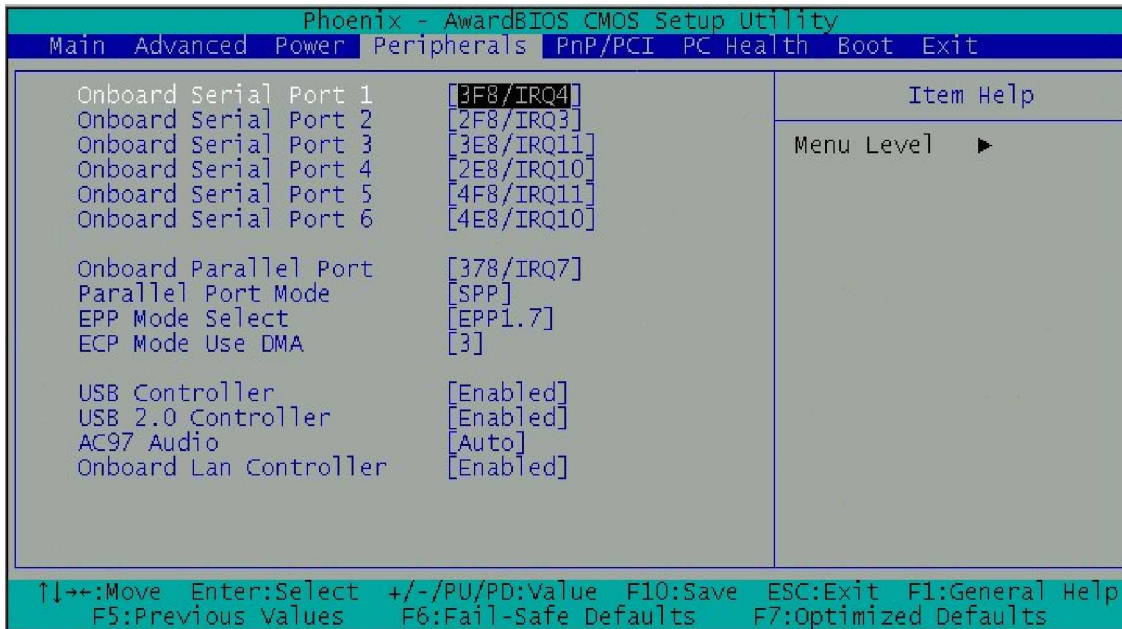 Phoenix - AwardBIOS CMOS Setup Utility
Main Advanced Power Peripherals PnP/PCI PC Health Boot Exit
Onboard Serial Port 1 [3F8/IRQ4]
Onboard Serial Port 2 [2F8/IRQ3]
Onboard Serial Port 3 [3E8/IRQ11]
Onboard Serial Port 4 [2E8/IRQ10]
Onboard Serial Port 5 [4F8/IRQ11]
Onboard Serial Port 6 [4E8/IRQ10]
Onboard Parallel Port [378/IRQ7]
Parallel Port Mode [SPP]
EPP Mode Select [EPP1.7]
ECP Mode Use DMA [3]
USB Controller [Enabled]
USB 2.0 Controller [Enabled]
AC97 Audio [Auto]
Onboard Lan Controller [Enabled]
Item Help
Menu Level ▶
↑↓→←:Move Enter:Select +/-/PU/PD:Value F10:Save ESC:Exit F1:General Help
F5:Previous Values F6:Fail-Safe Defaults F7:Optimized Defaults